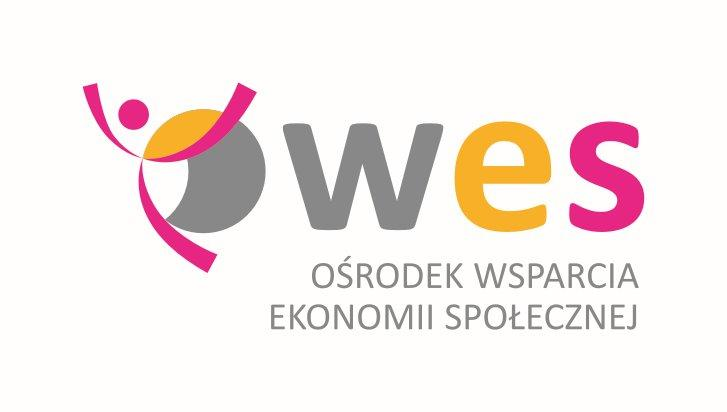 owes
OŚRODEK WSPARCIA
EKONOMII SPOŁECZNEJ